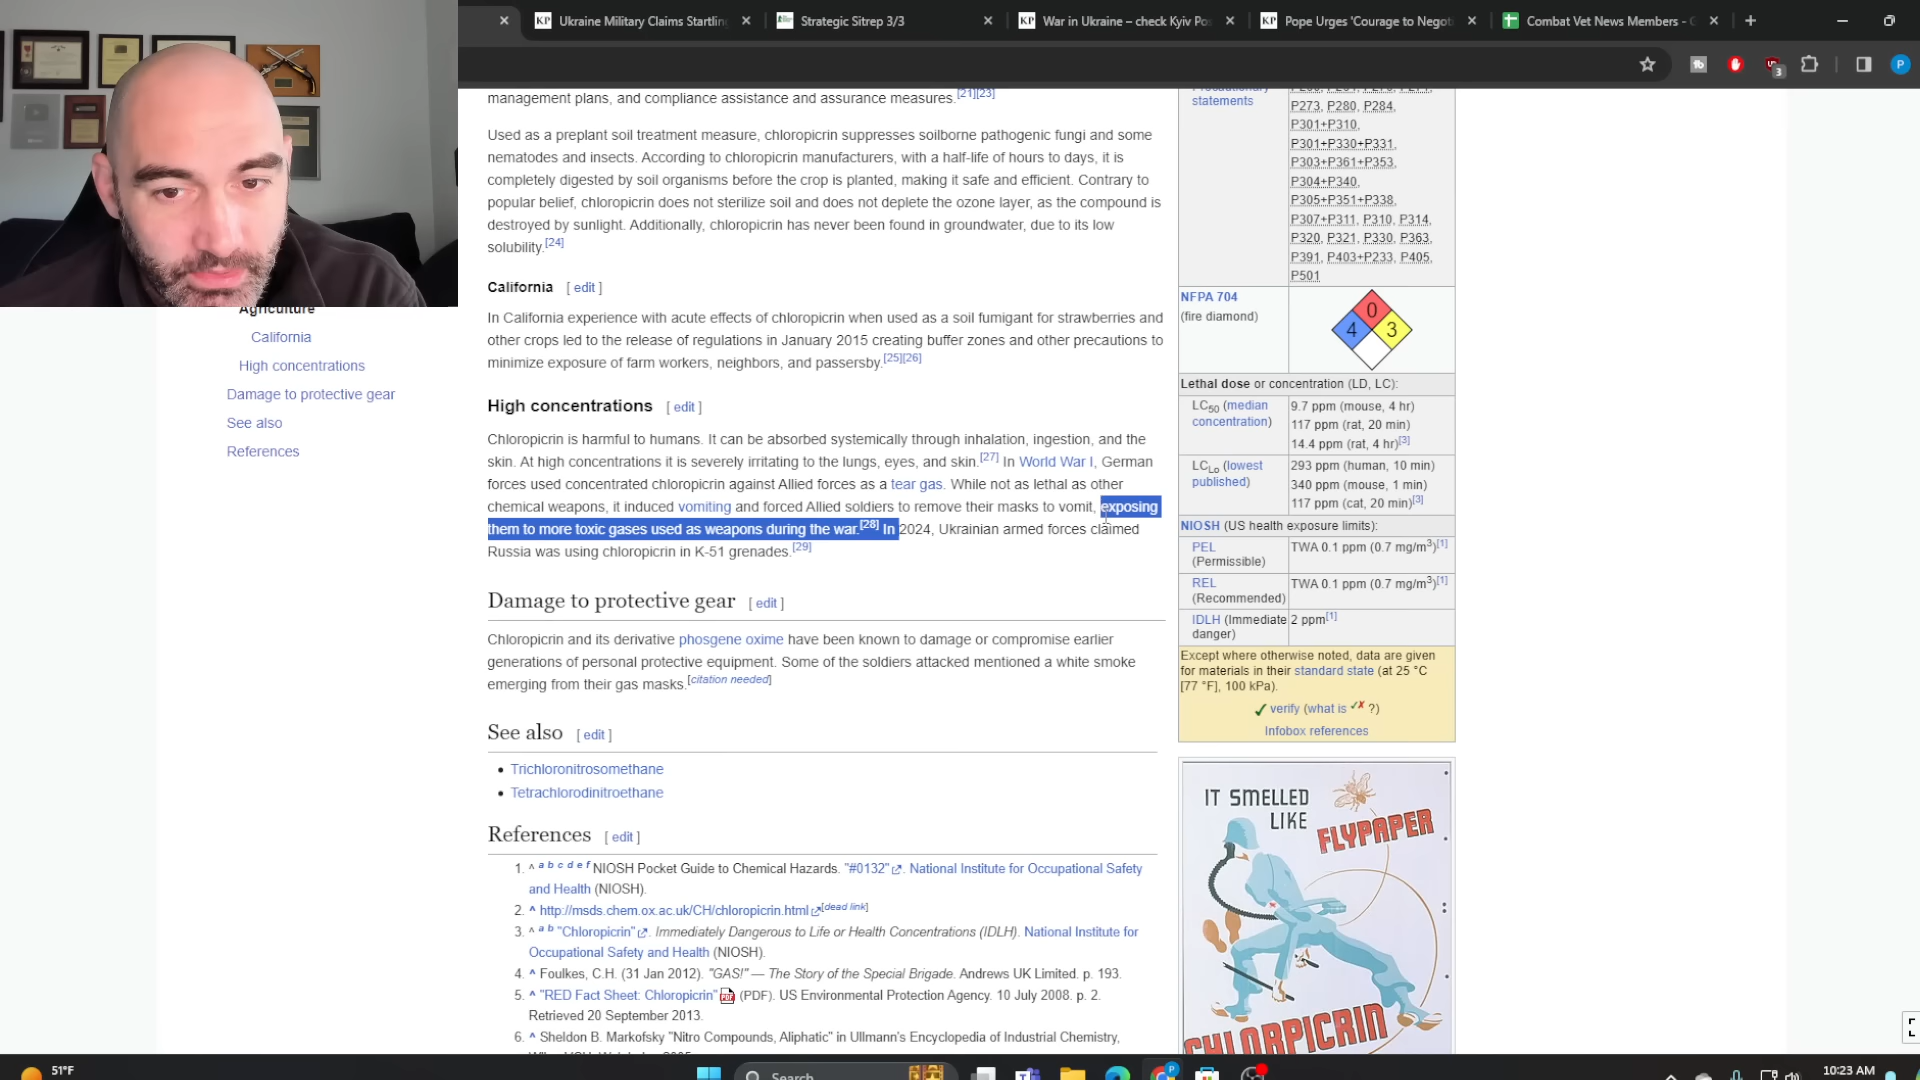 Ukraine Military Claims Startlin
Strategic Sitrep 3/3
War in Ukraine – check Kyiv Pos
Pope Urges 'Courage to Negot
Combat Vet News Members - G
management plans, and compliance assistance and assurance measures.[21][23]
Used as a preplant soil treatment measure, chloropicrin suppresses soilborne pathogenic fungi and some
nematodes and insects. According to chloropicrin manufacturers, with a half-life of hours to days, it is
completely digested by soil organisms before the crop is planted, making it safe and efficient. Contrary to
popular belief, chloropicrin does not sterilize soil and does not deplete the ozone layer, as the compound is
destroyed by sunlight. Additionally, chloropicrin has never been found in groundwater, due to its low
solubility.[24]
California [ edit ]
In California experience with acute effects of chloropicrin when used as a soil fumigant for strawberries and
other crops led to the release of regulations in January 2015 creating buffer zones and other precautions to
minimize exposure of farm workers, neighbors, and passersby.[25][26]
High concentrations [ edit ]
Chloropicrin is harmful to humans. It can be absorbed systemically through inhalation, ingestion, and the
skin. At high concentrations it is severely irritating to the lungs, eyes, and skin.[27] In World War I, German
forces used concentrated chloropicrin against Allied forces as a tear gas. While not as lethal as other
chemical weapons, it induced vomiting and forced Allied soldiers to remove their masks to vomit, exposing
them to more toxic gases used as weapons during the war.[28] In 2024, Ukrainian armed forces claimed
Russia was using chloropicrin in K-51 grenades.[29]
Damage to protective gear [ edit ]
Chloropicrin and its derivative phosgene oxime have been known to damage or compromise earlier
generations of personal protective equipment. Some of the soldiers attacked mentioned a white smoke
emerging from their gas masks.[citation needed]
See also [ edit ]
• Trichloronitrosomethane
• Tetrachlorodinitroethane
References [ edit ]
1. ^ a b c d e f NIOSH Pocket Guide to Chemical Hazards. "#0132". National Institute for Occupational Safety
and Health (NIOSH).
2. ^ http://msds.chem.ox.ac.uk/CH/chloropicrin.html[dead link]
3. ^ a b "Chloropicrin". Immediately Dangerous to Life or Health Concentrations (IDLH). National Institute for
Occupational Safety and Health (NIOSH).
4. ^ Foulkes, C.H. (31 Jan 2012). "GAS!" — The Story of the Special Brigade. Andrews UK Limited. p. 193.
5. ^ "RED Fact Sheet: Chloropicrin" (PDF). US Environmental Protection Agency. 10 July 2008. p. 2.
Retrieved 20 September 2013.
6. ^ Sheldon B. Markofsky "Nitro Compounds, Aliphatic" in Ullmann's Encyclopedia of Industrial Chemistry,
Agriculture
California
High concentrations
Damage to protective gear
See also
References
statements
P273, P280, P284,
P301+P310,
P301+P330+P331,
P303+P361+P353,
P304+P340,
P305+P351+P338,
P307+P311, P310, P314,
P320, P321, P330, P363,
P391, P403+P233, P405,
P501
NFPA 704
(fire diamond)
0
4 3
Lethal dose or concentration (LD, LC):
LC50 (median
concentration)
9.7 ppm (mouse, 4 hr)
117 ppm (rat, 20 min)
14.4 ppm (rat, 4 hr)[3]
LCLo (lowest
published)
293 ppm (human, 10 min)
340 ppm (mouse, 1 min)
117 ppm (cat, 20 min)[3]
NIOSH (US health exposure limits):
PEL
(Permissible)
TWA 0.1 ppm (0.7 mg/m3)[1]
REL
(Recommended)
TWA 0.1 ppm (0.7 mg/m3)[1]
IDLH (Immediate
danger)
2 ppm[1]
Except where otherwise noted, data are given
for materials in their standard state (at 25 °C
[77 °F], 100 kPa).
verify (what is ?)
Infobox references
IT SMELLED
LIKE
FLYPAPER
CHLORPICRIN
51°F
Search
10:23 AM